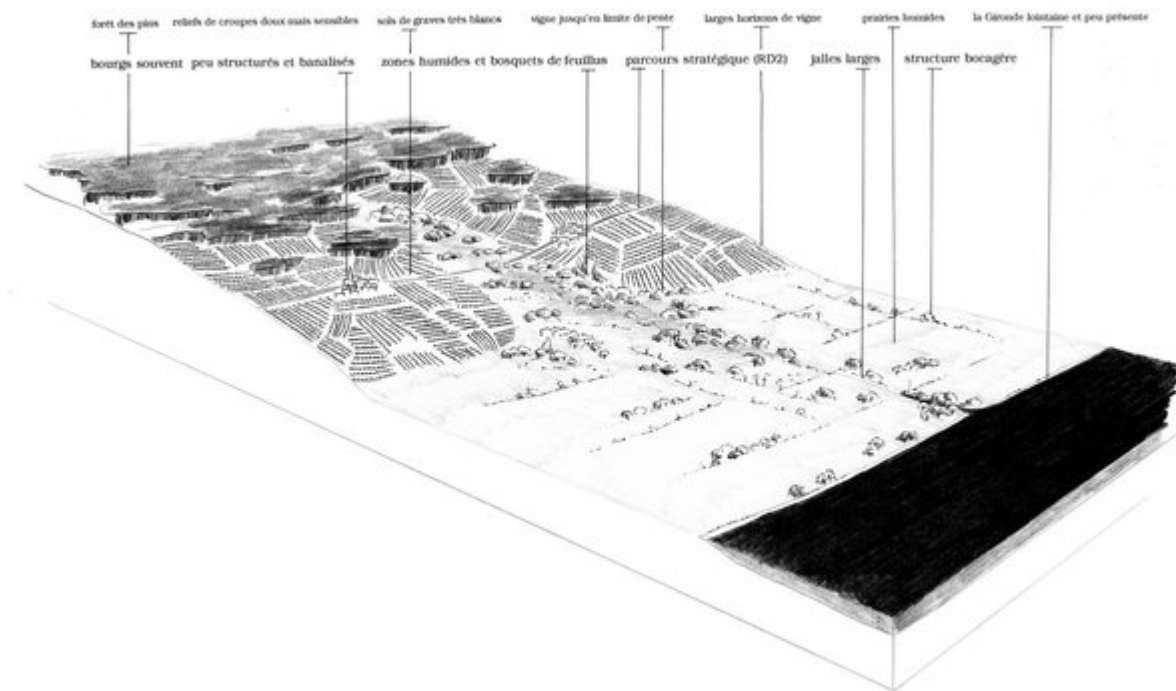 forêt des pins reliefs de croupes doux mais sensibles sols de graves très blancs vigne jusqu'en limite de pente larges horizons de vigne prairies humides la Gironde lointaine et peu présente
bourgs souvent peu structurés et banalisés zones humides et bosquets de feuillus parcours stratégique (RD2) jalles larges structure bocagère